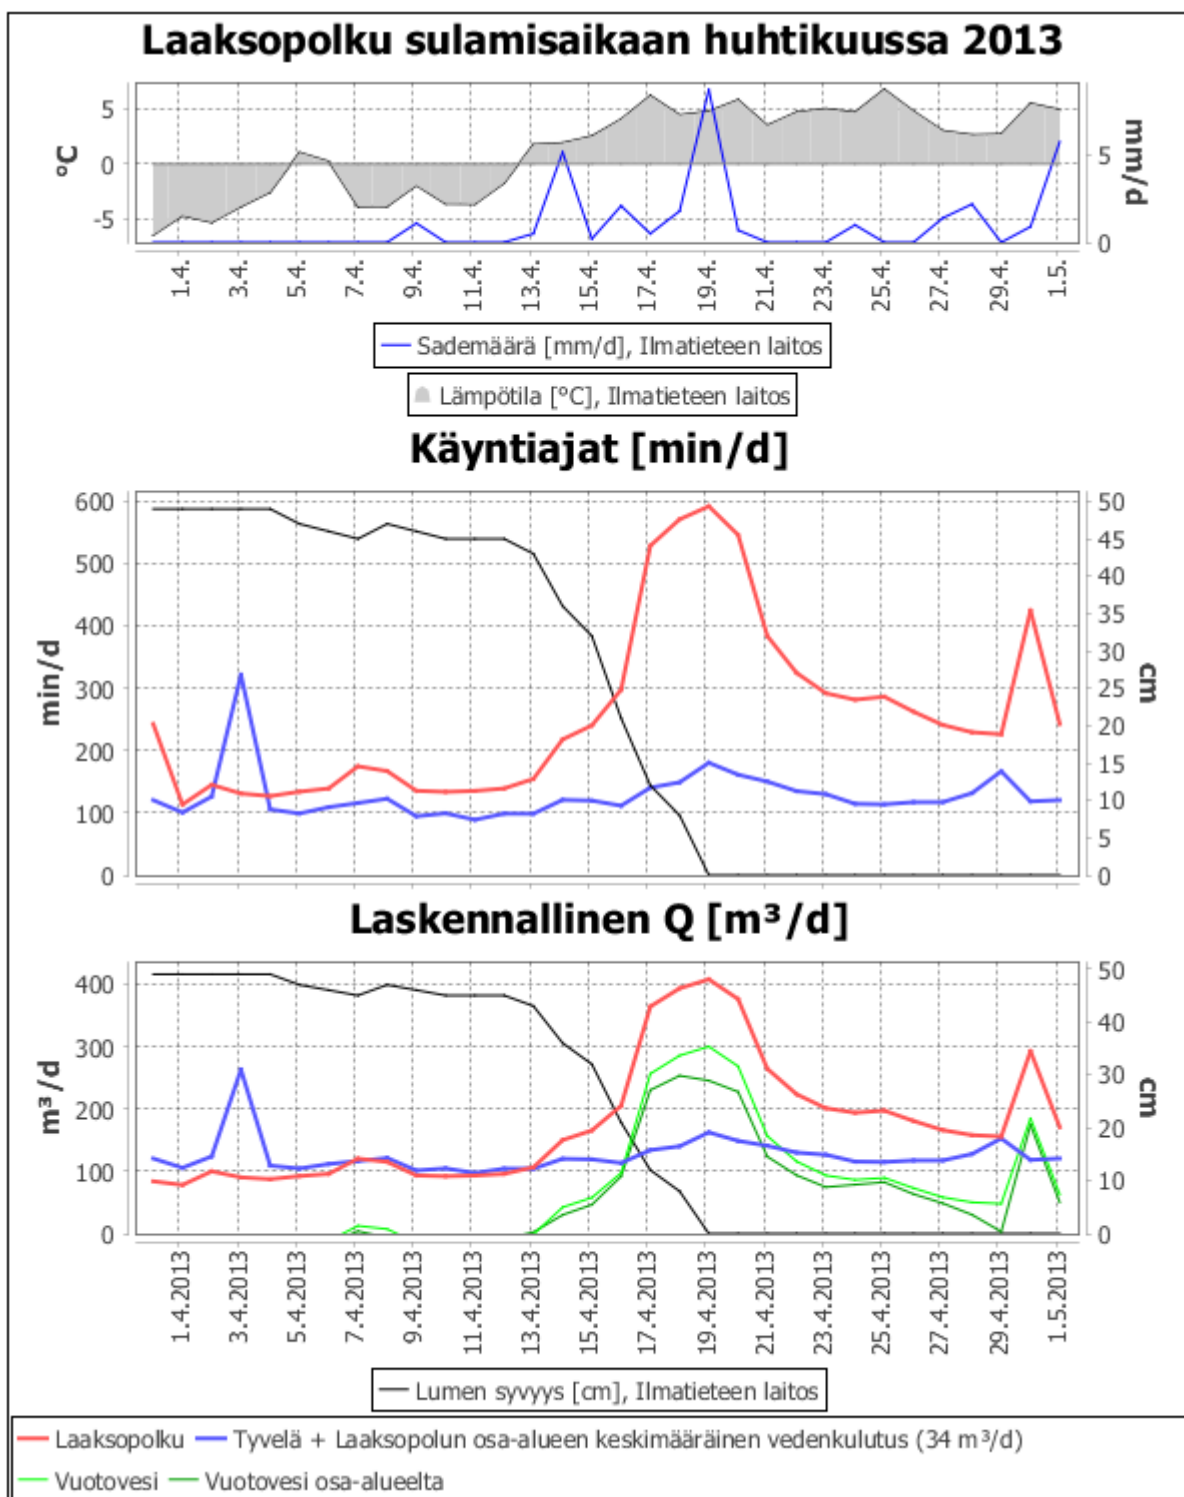 Laaksopolku sulamisaikaan huhtikuussa 2013
5
0
-5
°C
5
0
mm/d
1.4. 3.4. 5.4. 7.4. 9.4. 11.4. 13.4. 15.4. 17.4. 19.4. 21.4. 23.4. 25.4. 27.4. 29.4. 1.5.
Sademäärä [mm/d], Ilmatieteen laitos
Lämpötila [°C], Ilmatieteen laitos
Käyntiajat [min/d]
600
500
400
300
200
100
0
min/d
50
45
40
35
30
25
20
15
10
5
0
cm
Laskennallinen Q [m³/d]
400
300
200
100
0
m³/d
50
40
30
20
10
0
cm
1.4.2013 3.4.2013 5.4.2013 7.4.2013 9.4.2013 11.4.2013 13.4.2013 15.4.2013 17.4.2013 19.4.2013 21.4.2013 23.4.2013 25.4.2013 27.4.2013 29.4.2013 1.5.2013
Lumen syvyys [cm], Ilmatieteen laitos
Laaksopolku Tyvelä + Laaksopolun osa-alueen keskimääräinen vedenkulutus (34 m³/d)
Vuotovesi Vuotovesi osa-alueelta